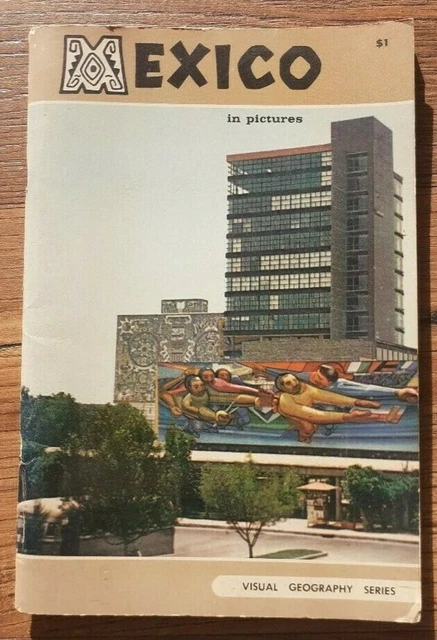 MEXICO
$1
in pictures
VISUAL GEOGRAPHY SERIES